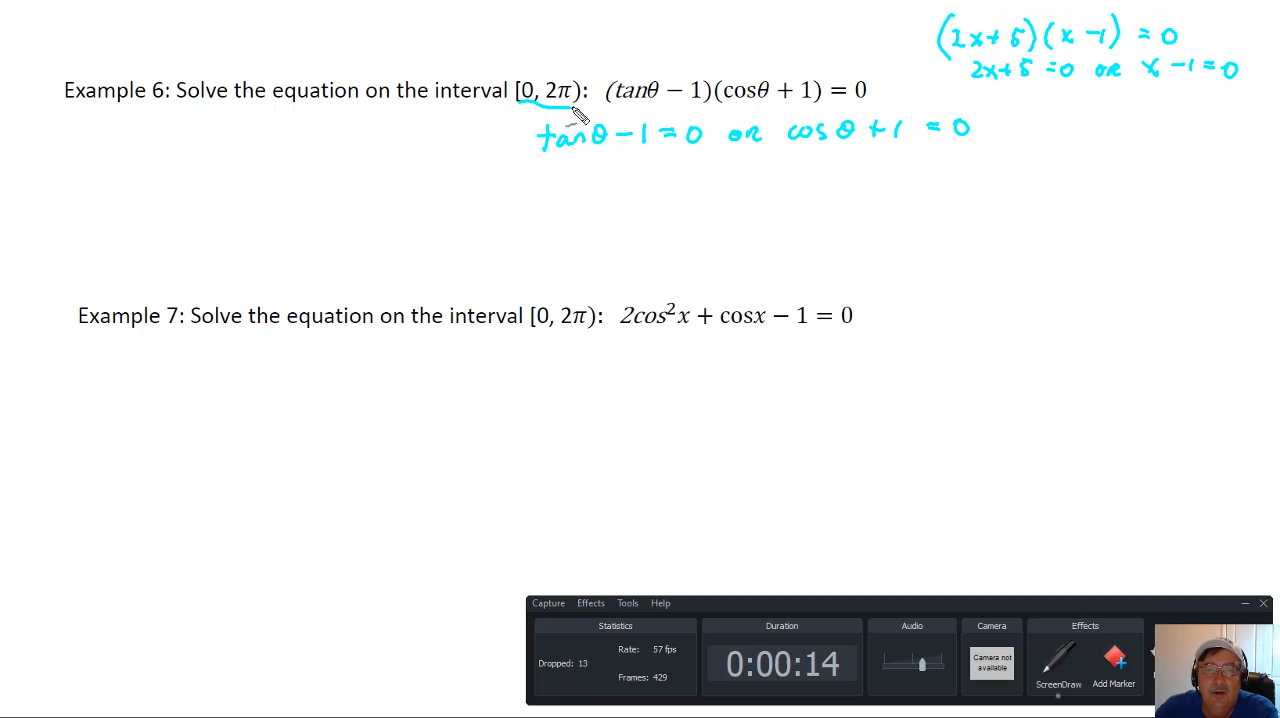 (2x+5)(x-1) = 0
2x+5=0 or x-1=0
Example 6: Solve the equation on the interval [0, 2π): (tanθ − 1)(cosθ + 1) = 0
tanθ-1=0 or cosθ+1 = 0
Example 7: Solve the equation on the interval [0, 2π): 2cos²x + cosx − 1 = 0
Capture Effects Tools Help
Statistics Duration Audio Camera Effects
Rate: 57 fps
Dropped: 13
Frames: 429
0:00:14
Camera not available
ScreenDraw Add Marker